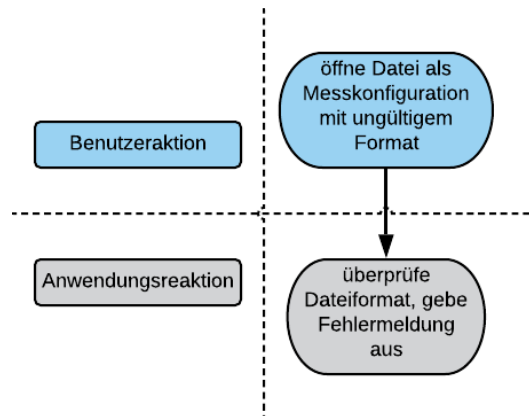 öffne Datei als
Messkonfiguration
mit ungültigem
Format
Benutzeraktion
Anwendungsreaktion
überprüfe
Dateiformat, gebe
Fehlermeldung
aus